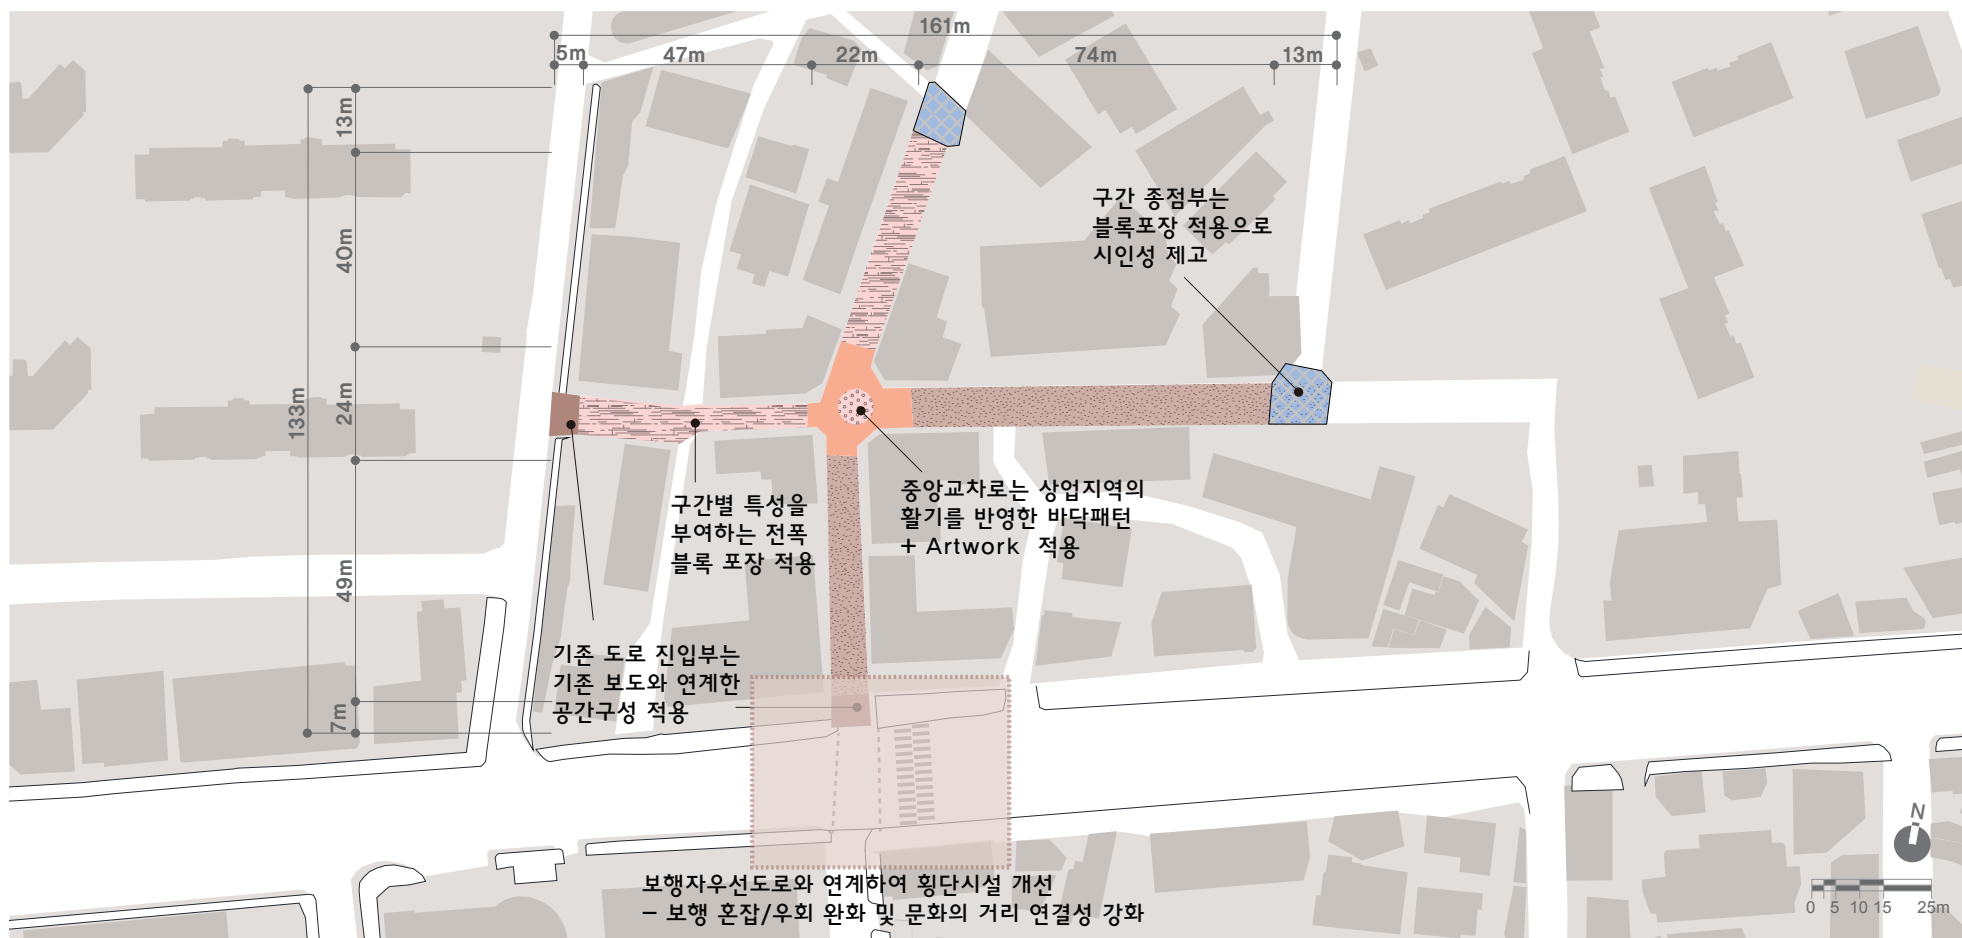 161m
5m 47m 22m 74m 13m
13m
40m
24m
49m
7m
133m
구간 종점부는
블록포장 적용으로
시인성 제고
구간별 특성을
부여하는 전폭
블록 포장 적용
중앙교차로는 상업지역의
활기를 반영한 바닥패턴
+ Artwork 적용
기존 도로 진입부는
기존 보도와 연계한
공간구성 적용
보행자우선도로와 연계하여 횡단시설 개선
– 보행 혼잡/우회 완화 및 문화의 거리 연결성 강화
N
0 5 10 15 25m